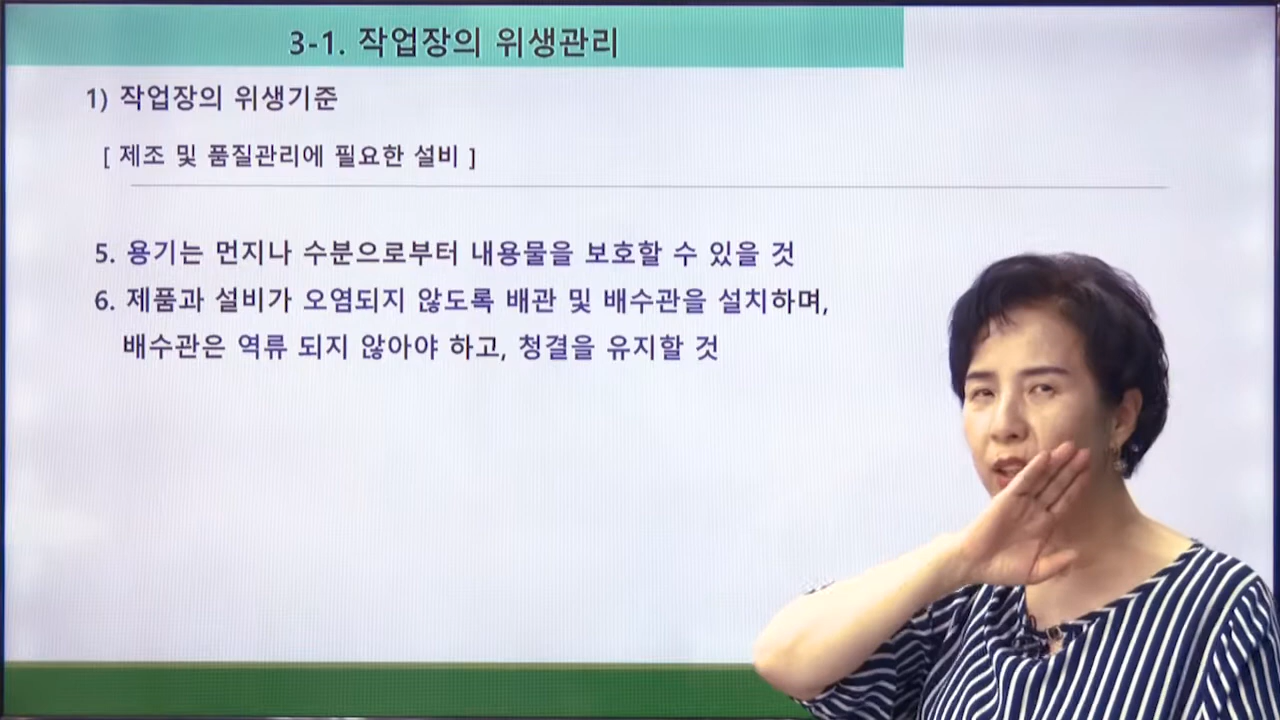 3-1. 작업장의 위생관리
1) 작업장의 위생기준
[ 제조 및 품질관리에 필요한 설비 ]
5. 용기는 먼지나 수분으로부터 내용물을 보호할 수 있을 것
6. 제품과 설비가 오염되지 않도록 배관 및 배수관을 설치하며,
배수관은 역류 되지 않아야 하고, 청결을 유지할 것